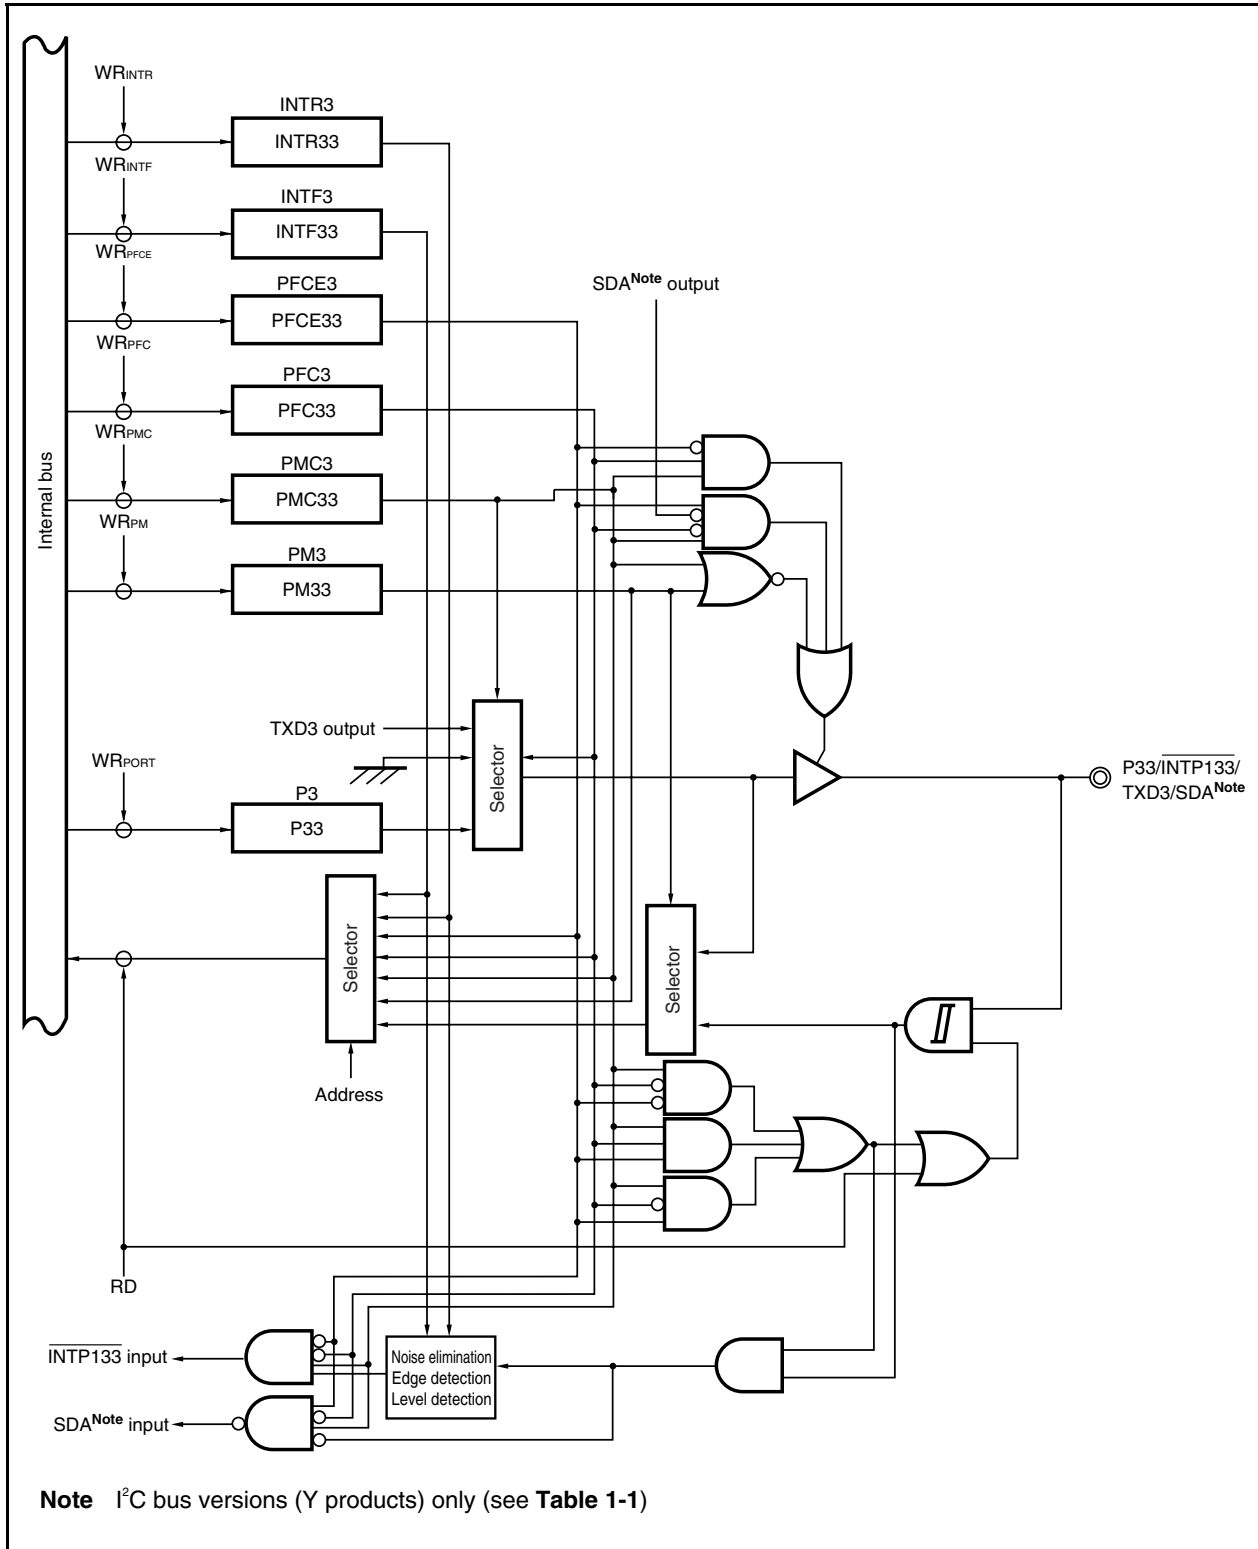 WRINTR
INTR3
INTR33
WRINTF
INTF3
INTF33
WRPFCE
PFCE3
PFCE33
SDANote output
WRPFC
PFC3
PFC33
WRPMC
PMC3
PMC33
Internal bus
WRPM
PM3
PM33
TXD3 output
Selector
WRPORT
P3
P33
P33/INTP133/
TXD3/SDANote
Selector
Selector
Address
RD
INTP133 input
Noise elimination
Edge detection
Level detection
SDANote input
Note I2C bus versions (Y products) only (see Table 1-1)